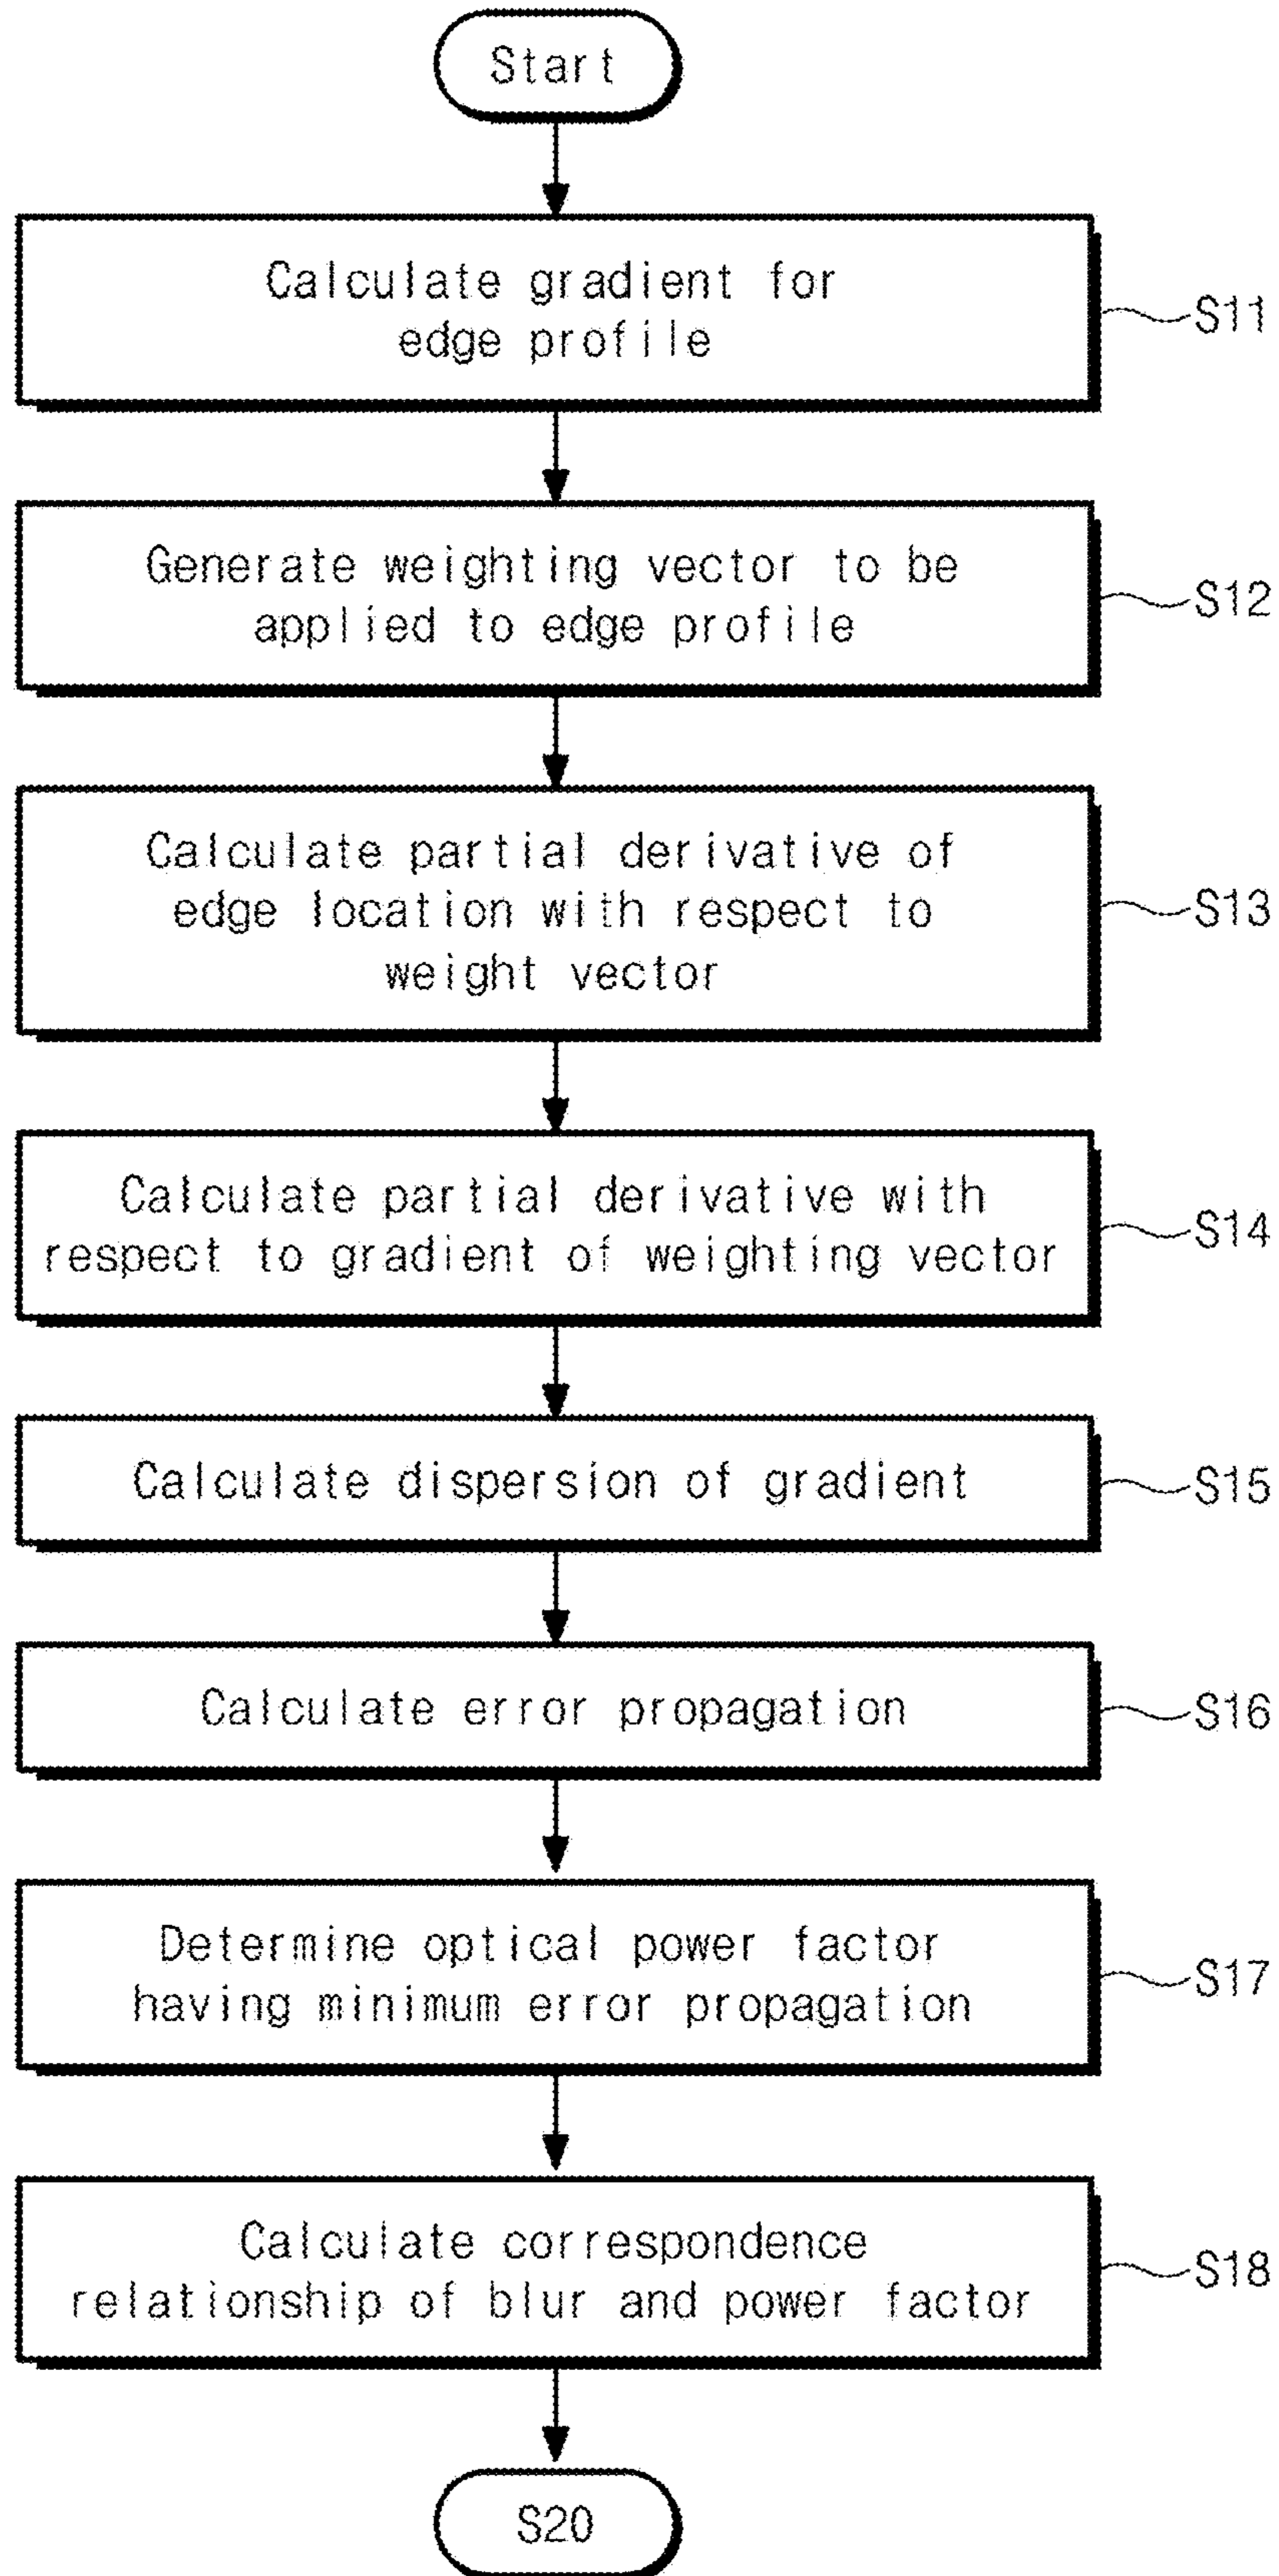 Start
Calculate gradient for
edge profile
S11
Generate weighting vector to be
applied to edge profile
S12
Calculate partial derivative of
edge location with respect to
weight vector
S13
Calculate partial derivative with
respect to gradient of weighting vector
S14
Calculate dispersion of gradient
S15
Calculate error propagation
S16
Determine optical power factor
having minimum error propagation
S17
Calculate correspondence
relationship of blur and power factor
S18
S20